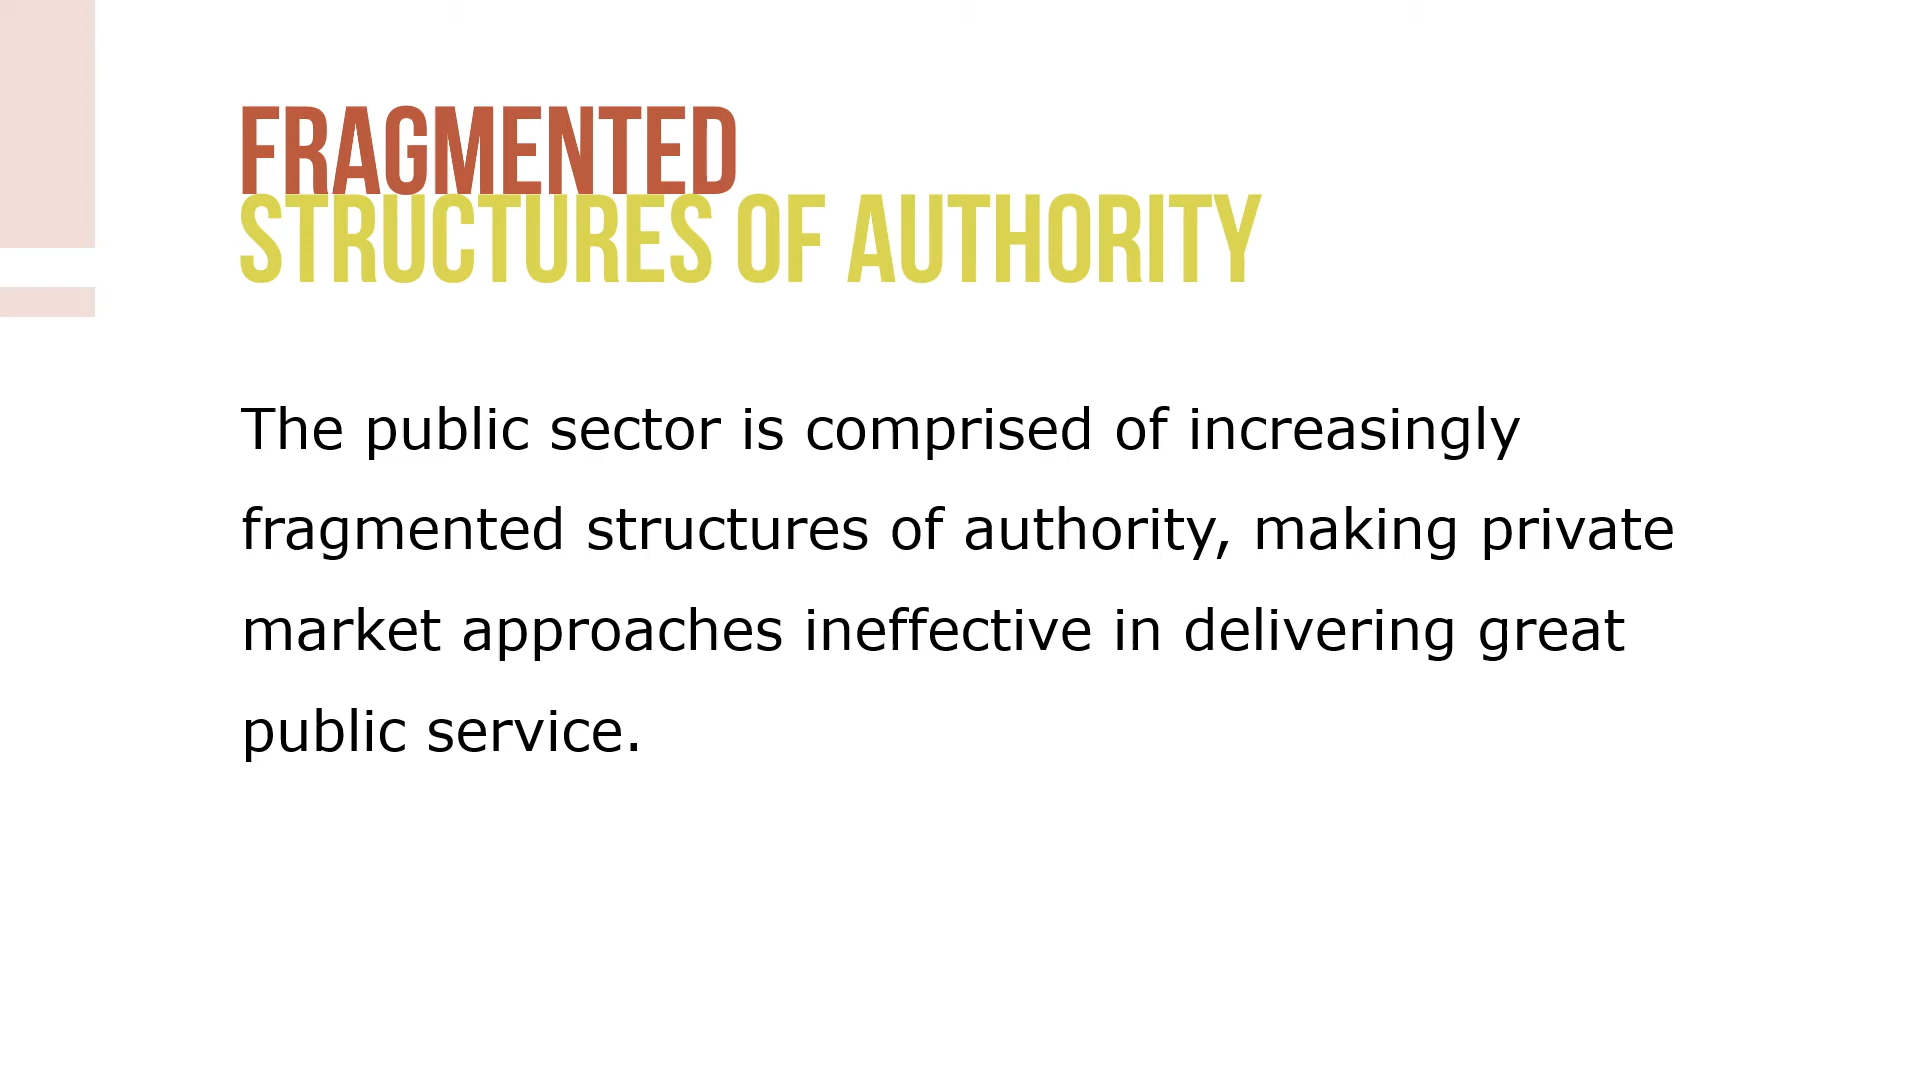 FRAGMENTED
STRUCTURES OF AUTHORITY
The public sector is comprised of increasingly
fragmented structures of authority, making private
market approaches ineffective in delivering great
public service.